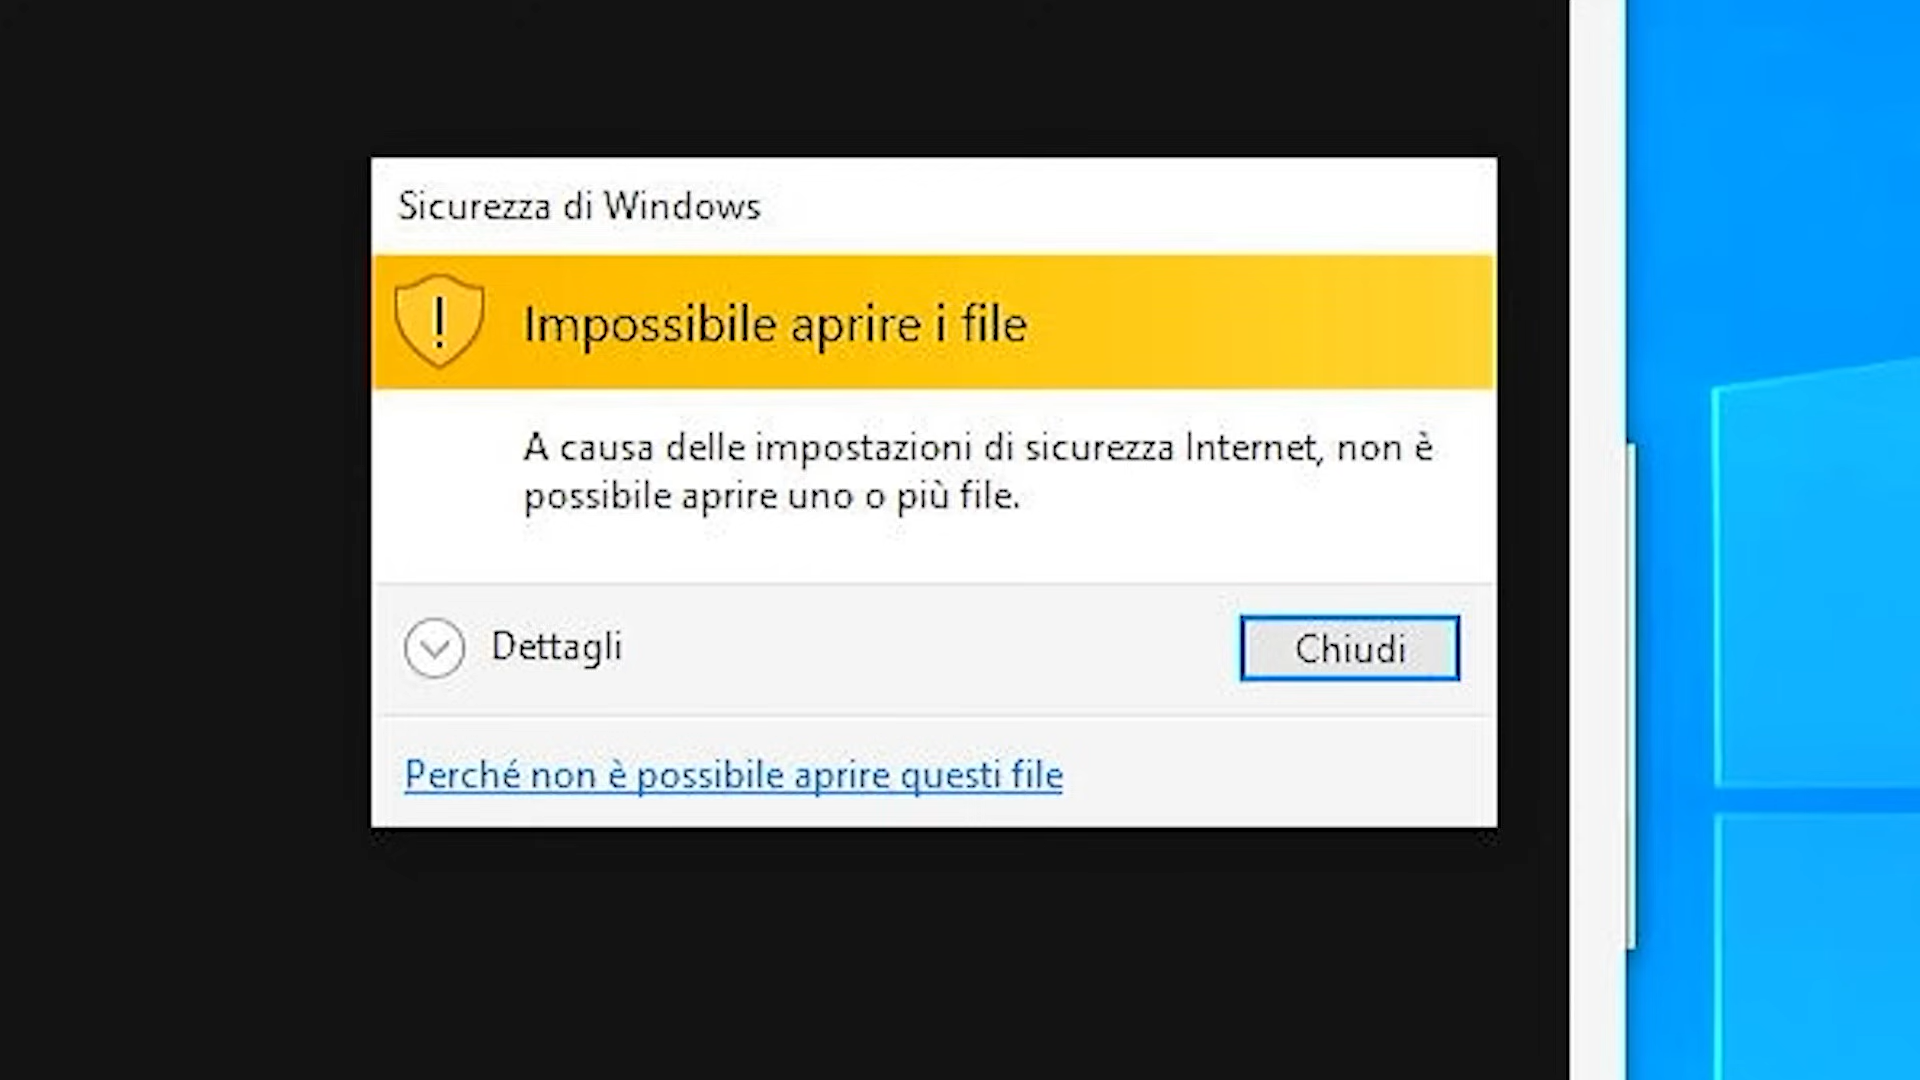 Sicurezza di Windows
Impossibile aprire i file
A causa delle impostazioni di sicurezza Internet, non è
possibile aprire uno o più file.
Dettagli
Chiudi
Perché non è possibile aprire questi file